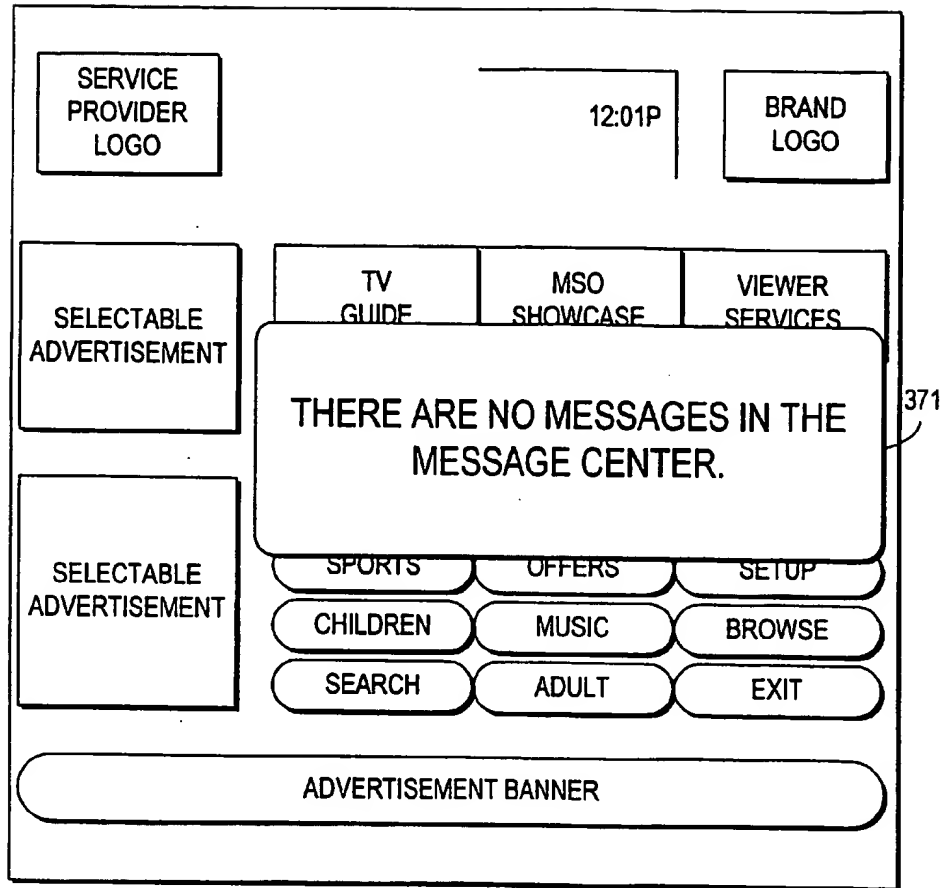 SERVICE
PROVIDER
LOGO
12:01P
BRAND
LOGO
SELECTABLE
ADVERTISEMENT
TV
GUIDE
MSO
SHOWCASE
VIEWER
SERVICES
THERE ARE NO MESSAGES IN THE
MESSAGE CENTER.
371
SELECTABLE
ADVERTISEMENT
SPORTS OFFERS SETUP
CHILDREN MUSIC BROWSE
SEARCH ADULT EXIT
ADVERTISEMENT BANNER